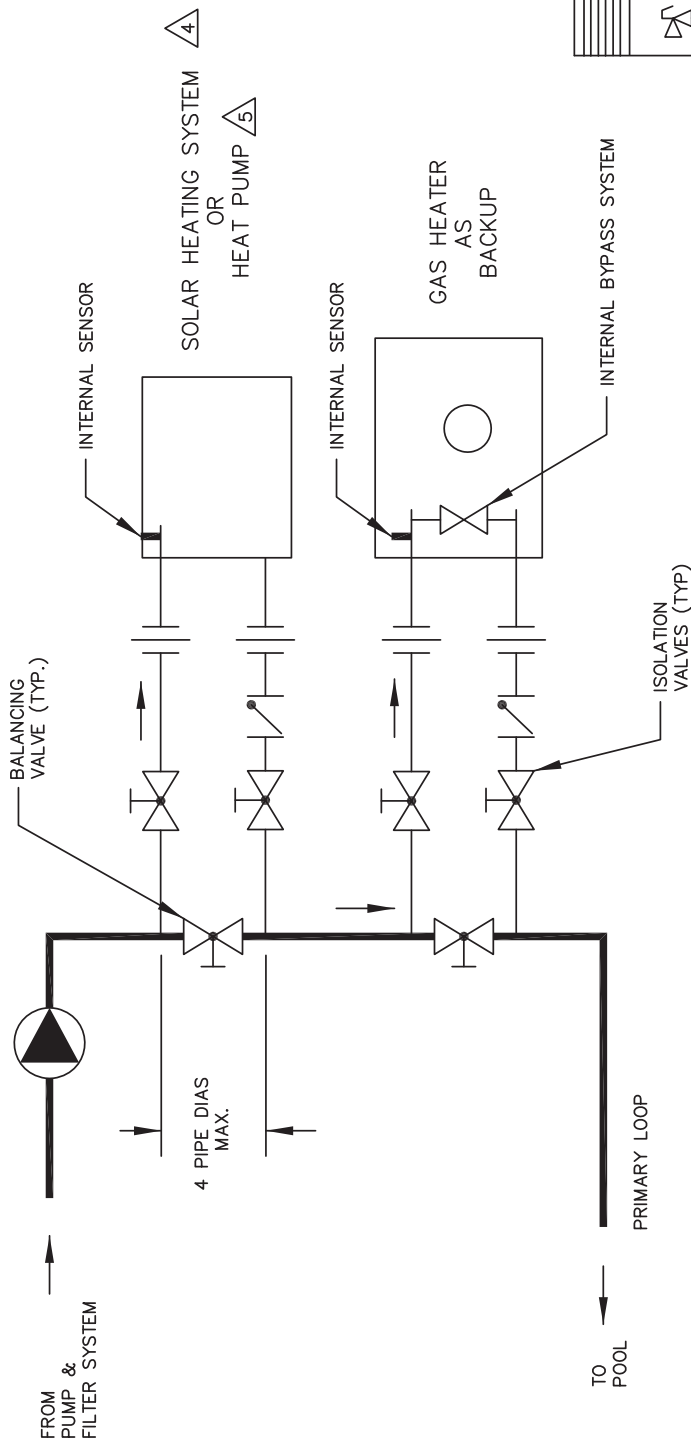 FROM
PUMP &
FILTER SYSTEM
4 PIPE DIAS
MAX.
BALANCING
VALVE (TYP.)
INTERNAL SENSOR
SOLAR HEATING SYSTEM
OR
HEAT PUMP
4
5
INTERNAL SENSOR
GAS HEATER
AS
BACKUP
INTERNAL BYPASS SYSTEM
ISOLATION
VALVES (TYP)
PRIMARY LOOP
TO
POOL